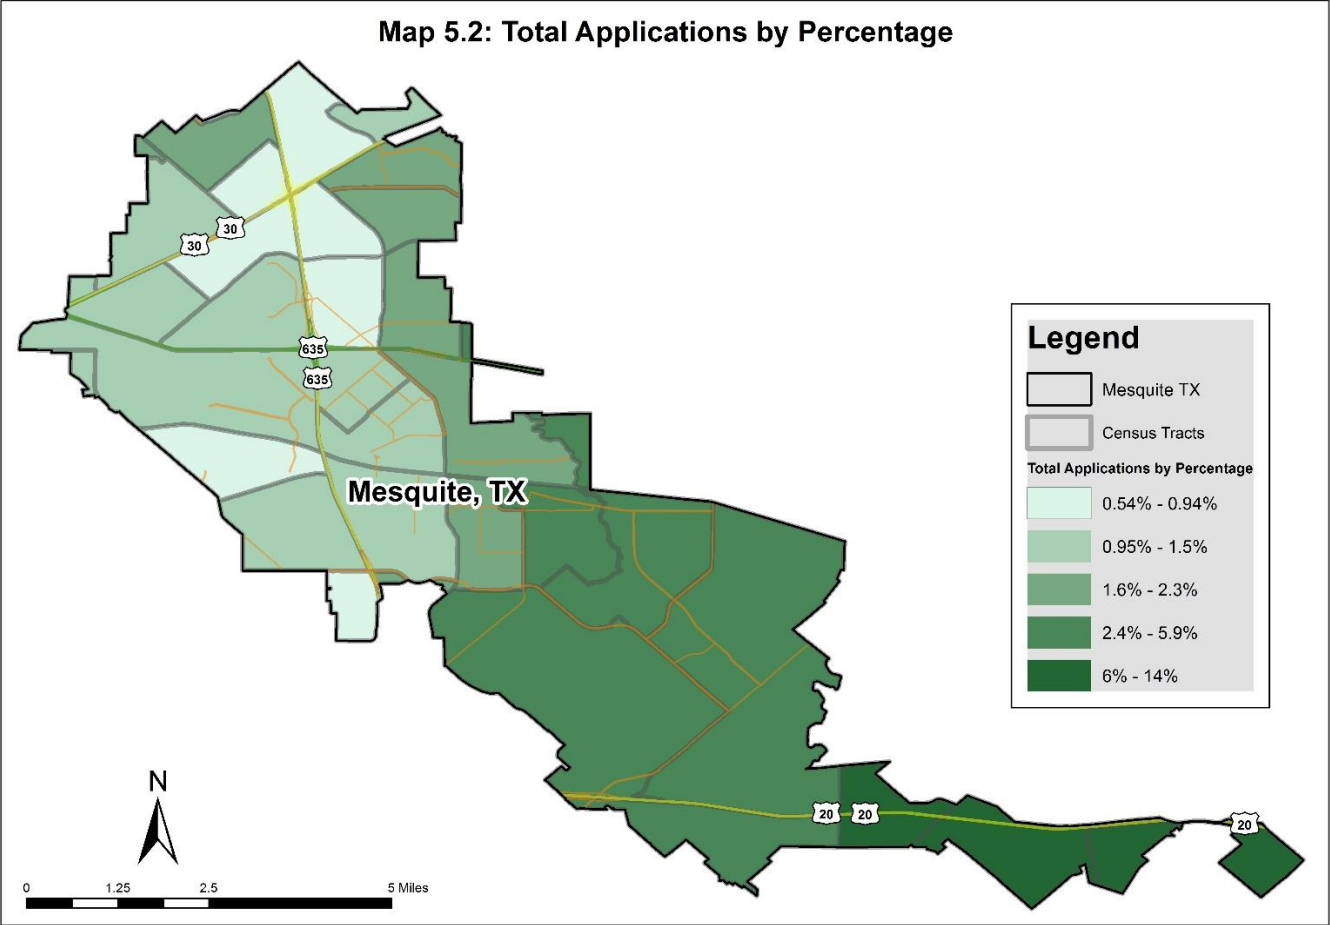 Map 5.2: Total Applications by Percentage
30
30
635
635
Mesquite, TX
Legend
Mesquite TX
Census Tracts
Total Applications by Percentage
0.54% - 0.94%
0.95% - 1.5%
1.6% - 2.3%
2.4% - 5.9%
6% - 14%
N
20
20
20
0 1.25 2.5 5 Miles